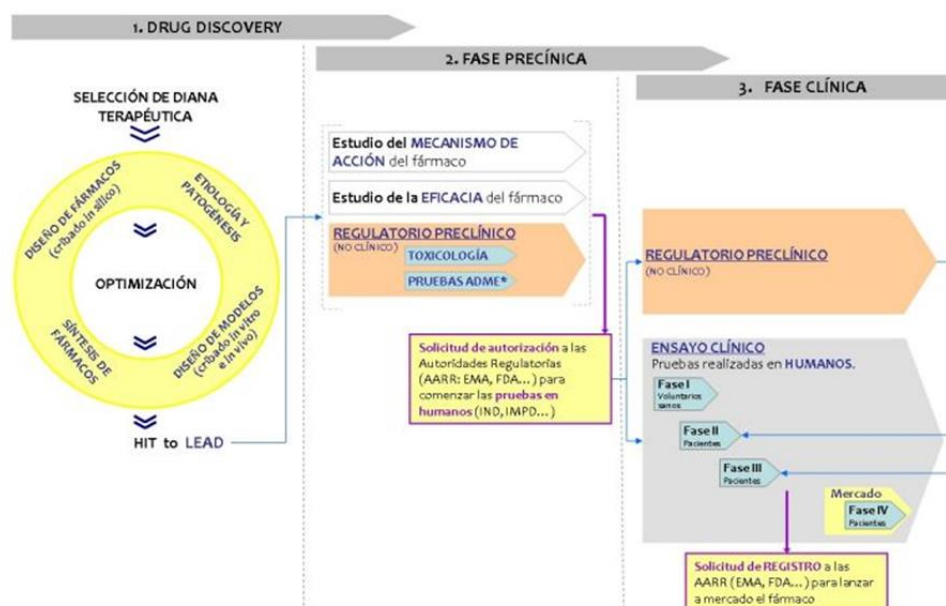 1. DRUG DISCOVERY
2. FASE PRECÍNICA
3. FASE CLÍNICA
SELECCIÓN DE DIANA
TERAPÉUTICA
DISEÑO DE FÁRMACOS
(cribado in silico)
ETIOLOGÍA Y
PATOGÉNESIS
OPTIMIZACIÓN
SÍNTESIS DE
FÁRMACOS
DISEÑO DE MODELOS
(cribado in vitro
e in vivo)
HIT to LEAD
Estudio del MECANISMO DE
ACCIÓN del fármaco
Estudio de la EFICACIA del fármaco
REGULATORIO PRECLÍNICO
(NO CLÍNICO)
TOXICOLOGÍA
PRUEBAS ADME*
Solicitud de autorización a las
Autoridades Regulatorias
(AARR: EMA, FDA...) para
comenzar las pruebas en
humanos (IND, IMPD...)
REGULATORIO PRECLÍNICO
(NO CLÍNICO)
ENSAYO CLÍNICO
Pruebas realizadas en HUMANOS.
Fase I
Voluntarios
sanos
Fase II
Pacientes
Fase III
Pacientes
Mercado
Fase IV
Pacientes
Solicitud de REGISTRO a las
AARR (EMA, FDA...) para lanzar
a mercado el fármaco